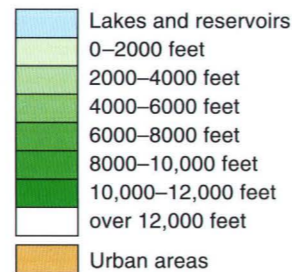 Lakes and reservoirs
0–2000 feet
2000–4000 feet
4000–6000 feet
6000–8000 feet
8000–10,000 feet
10,000–12,000 feet
over 12,000 feet
Urban areas